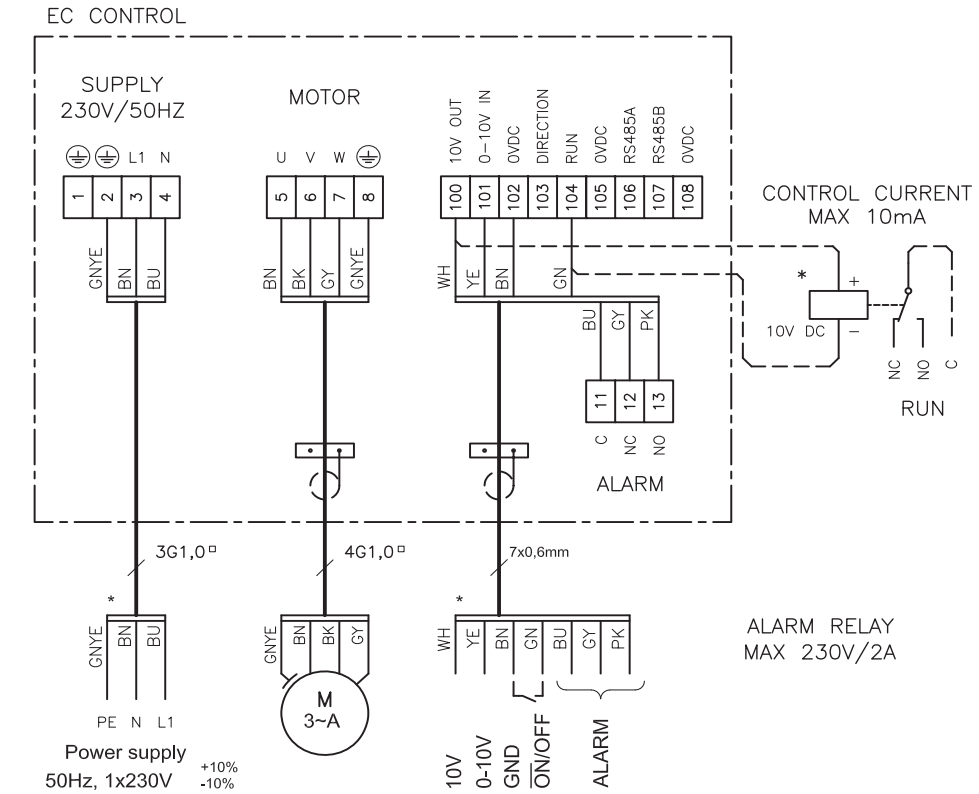 EC CONTROL
SUPPLY
230V/50HZ
MOTOR
10V OUT
0-10V IN
0VDC
DIRECTION
RUN
0VDC
RS485A
RS485B
0VDC
L1 N
U V W
1 2 3 4
5 6 7 8
100 101 102 103 104 105 106 107 108
CONTROL CURRENT
MAX 10mA
GNYE BN BU
BN BK GY GNYE
WH YE BN GN
* +
10V DC −
NC NO C
RUN
BU GY PK
11 12 13
C NC NO
ALARM
3G1,0
4G1,0
7x0,6mm
*
*
GNYE BN BU
GNYE BN BK GY
WH YE BN GN BU GY PK
ALARM RELAY
MAX 230V/2A
M
3~A
PE N L1
Power supply
50Hz, 1x230V +10%
-10%
10V
0-10V
GND
ON/OFF
ALARM